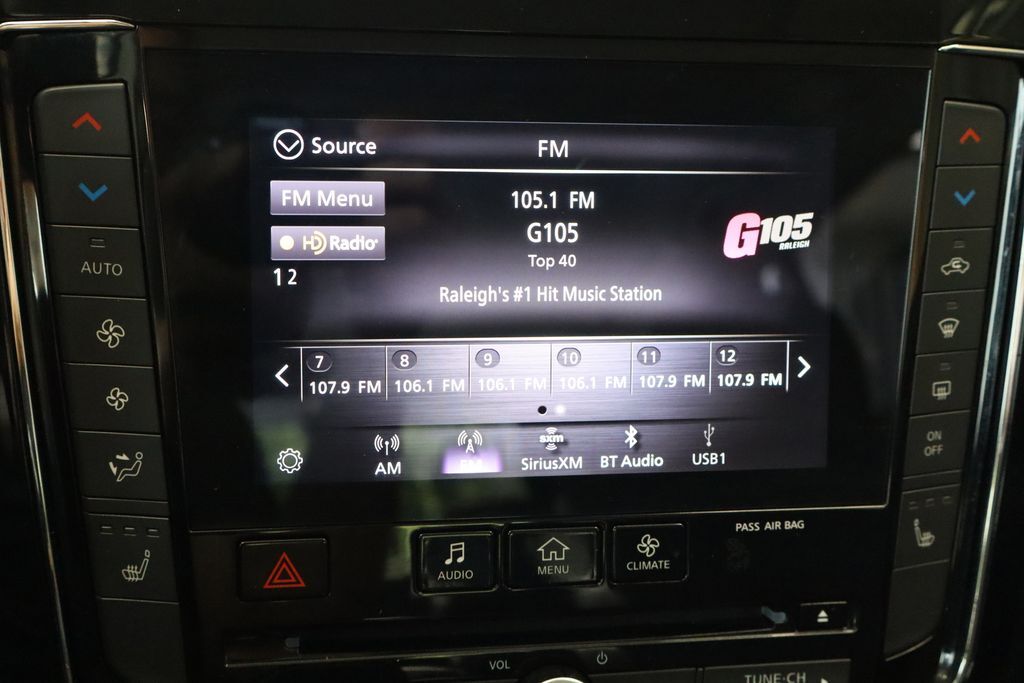 Source FM
FM Menu
105.1 FM
HD Radio
G105
G105
RALEIGH
Top 40
1 2
Raleigh's #1 Hit Music Station
7 8 9 10 11 12
107.9 FM 106.1 FM 106.1 FM 106.1 FM 107.9 FM 107.9 FM
AM FM SiriusXM BT Audio USB1
sxm
AUTO
ON
OFF
PASS AIR BAG
AUDIO MENU CLIMATE
VOL
TUNE·CH